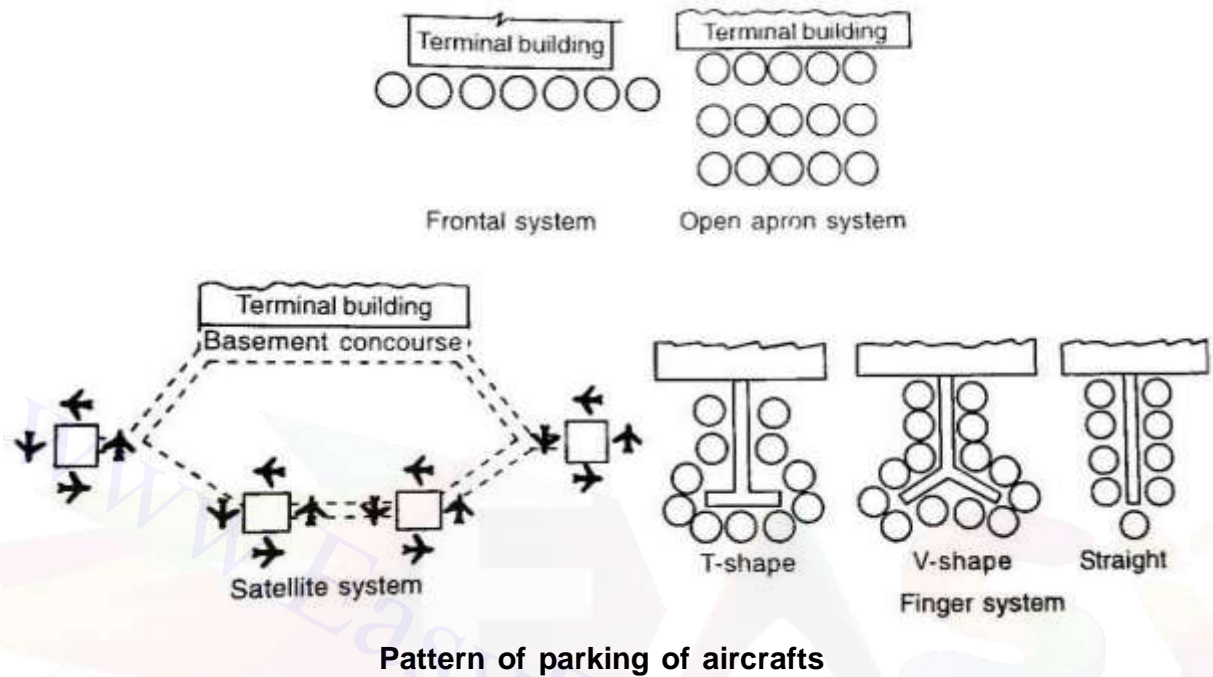 Terminal building
Terminal building
Frontal system
Open apron system
Terminal building
Basement concourse
Satellite system
T-shape
V-shape
Straight
Finger system
Pattern of parking of aircrafts